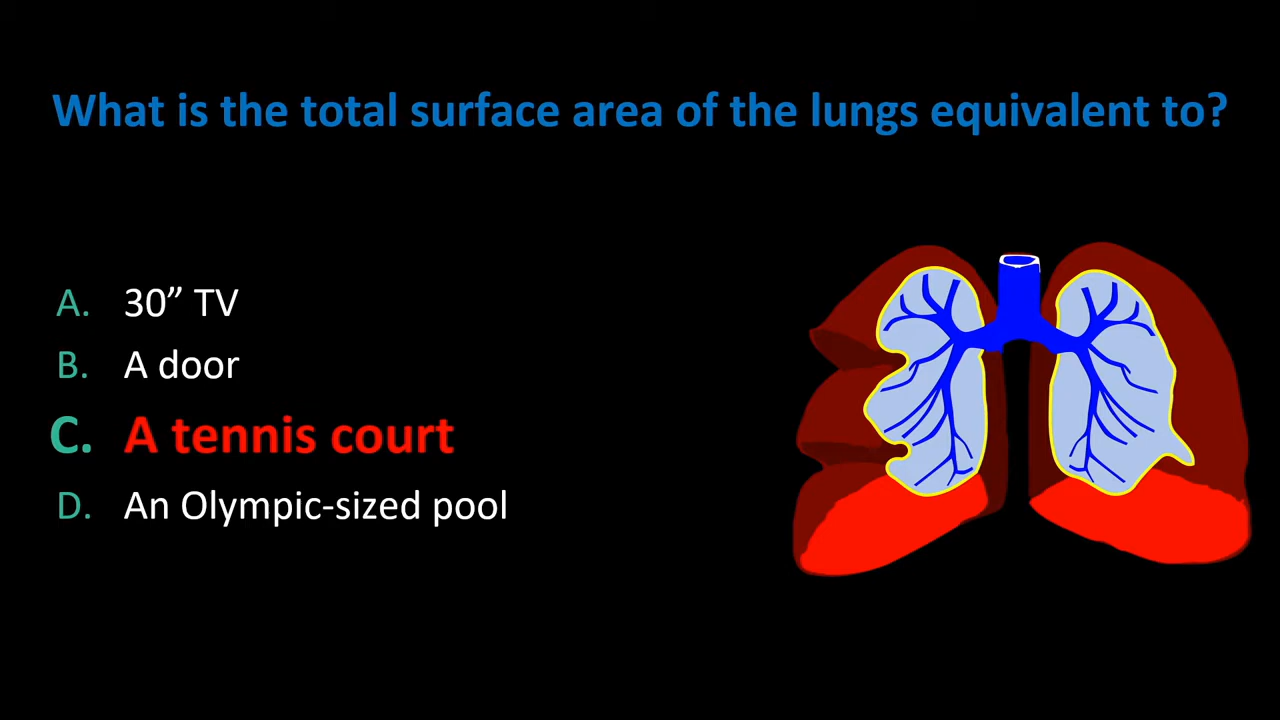 What is the total surface area of the lungs equivalent to?
A. 30” TV
B. A door
C. A tennis court
D. An Olympic-sized pool